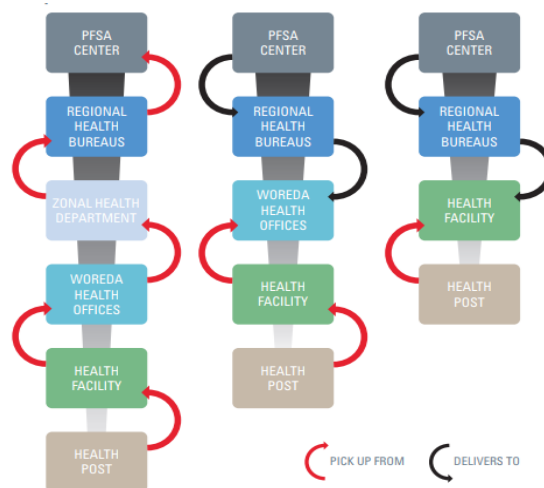 PFSA
CENTER
REGIONAL
HEALTH
BUREAUS
ZONAL HEALTH
DEPARTMENT
WOREDA
HEALTH
OFFICES
HEALTH
FACILITY
HEALTH
POST
PFSA
CENTER
REGIONAL
HEALTH
BUREAUS
WOREDA
HEALTH
OFFICES
HEALTH
FACILITY
HEALTH
POST
PFSA
CENTER
REGIONAL
HEALTH
BUREAUS
HEALTH
FACILITY
HEALTH
POST
PICK UP FROM
DELIVERS TO